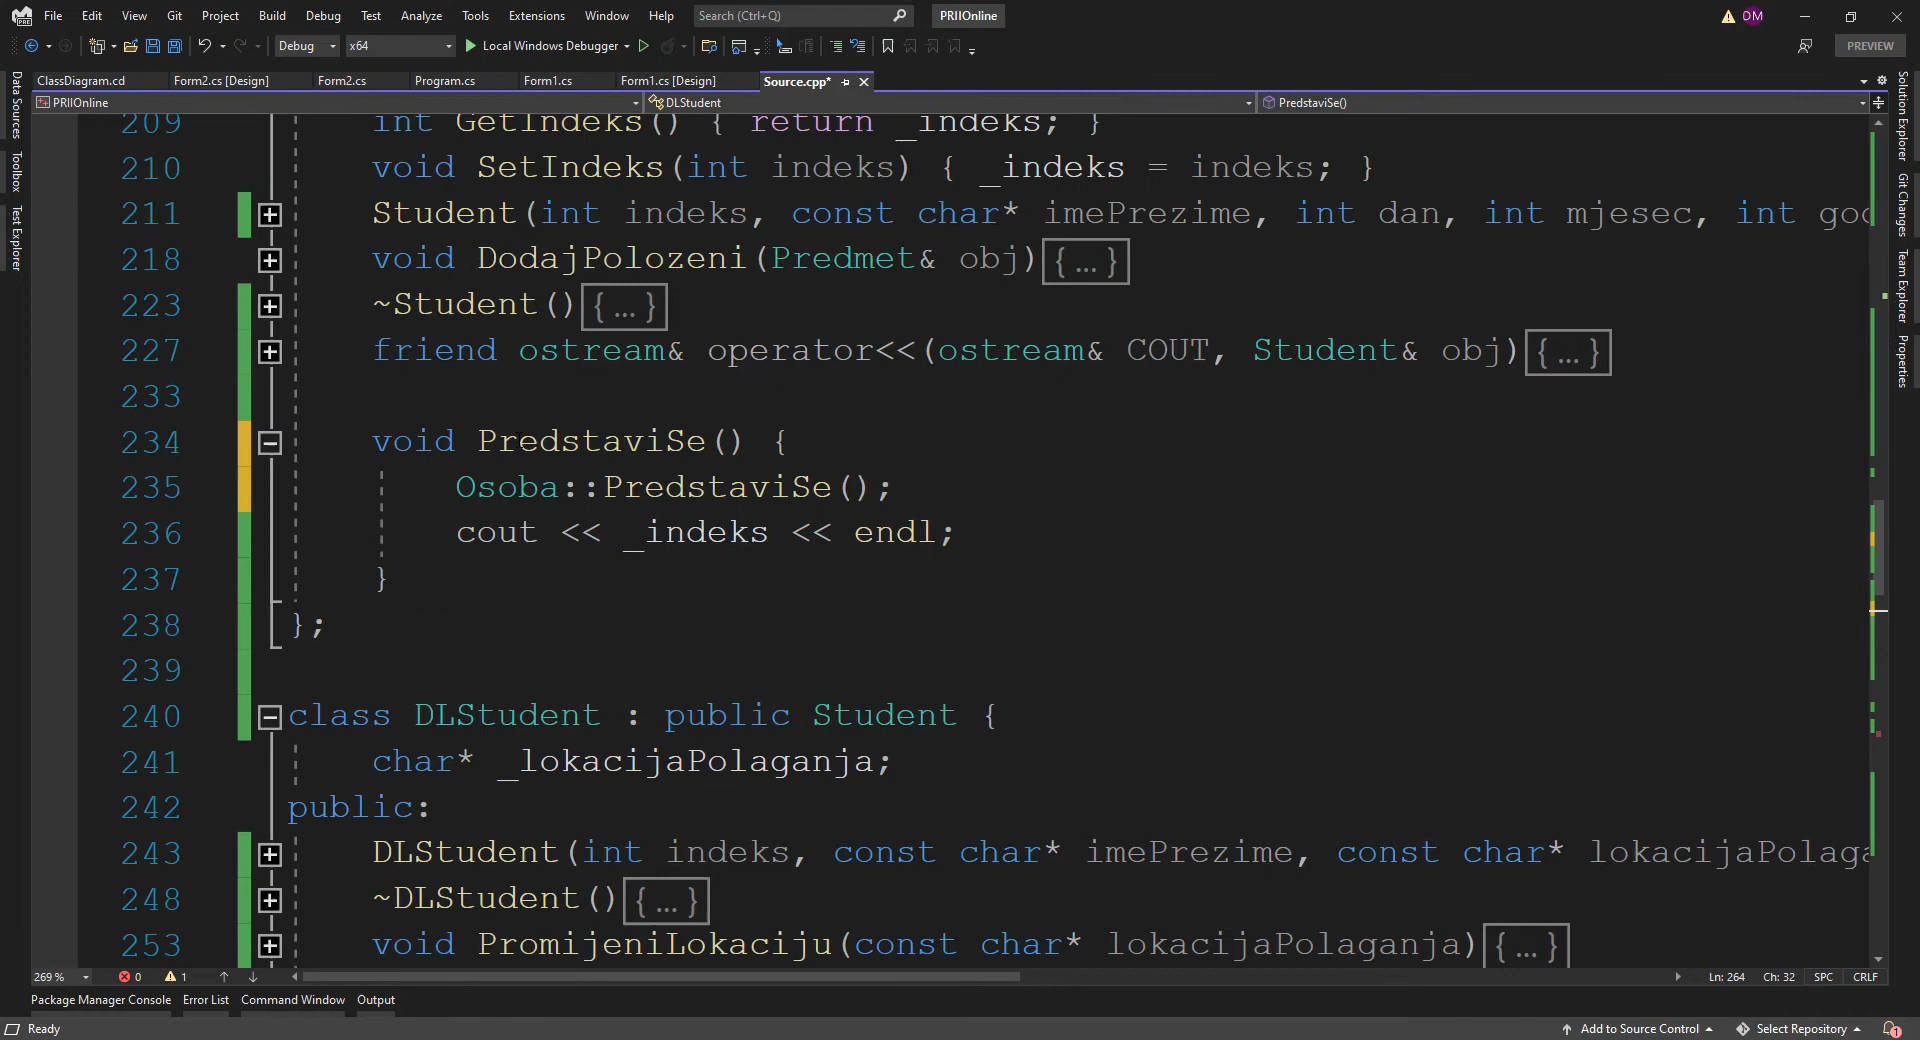 File Edit View Git Project Build Debug Test Analyze Tools Extensions Window Help Search (Ctrl+Q) PRIIOnline DM
Debug x64 Local Windows Debugger PREVIEW
ClassDiagram.cd Form2.cs [Design] Form2.cs Program.cs Form1.cs Form1.cs [Design] Source.cpp*
PRIIOnline DLStudent PredstaviSe()
Data Sources
Toolbox
Test Explorer
209 int GetIndeks() { return _indeks; }
210 void SetIndeks(int indeks) { _indeks = indeks; }
211 Student(int indeks, const char* imePrezime, int dan, int mjesec, int god
218 void DodajPolozeni(Predmet& obj){ ... }
223 ~Student(){ ... }
227 friend ostream& operator<<(ostream& COUT, Student& obj){ ... }
233
234 void PredstaviSe() {
235 Osoba::PredstaviSe();
236 cout << _indeks << endl;
237 }
238 };
239
240 class DLStudent : public Student {
241 char* _lokacijaPolaganja;
242 public:
243 DLStudent(int indeks, const char* imePrezime, const char* lokacijaPolaga
248 ~DLStudent(){ ... }
253 void PromijeniLokaciju(const char* lokacijaPolaganja){ ... }
Solution Explorer
Git Changes
Team Explorer
Properties
269 % 0 1 Ln: 264 Ch: 32 SPC CRLF
Package Manager Console Error List Command Window Output
Ready Add to Source Control Select Repository 1